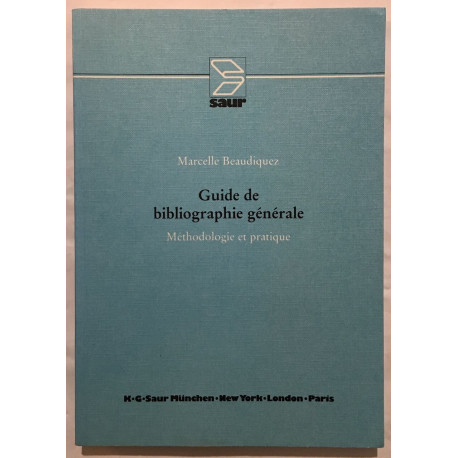 saur
Marcelle Beaudiquez
Guide de
bibliographie générale
Méthodologie et pratique
K·G·Saur München·New York·London·Paris